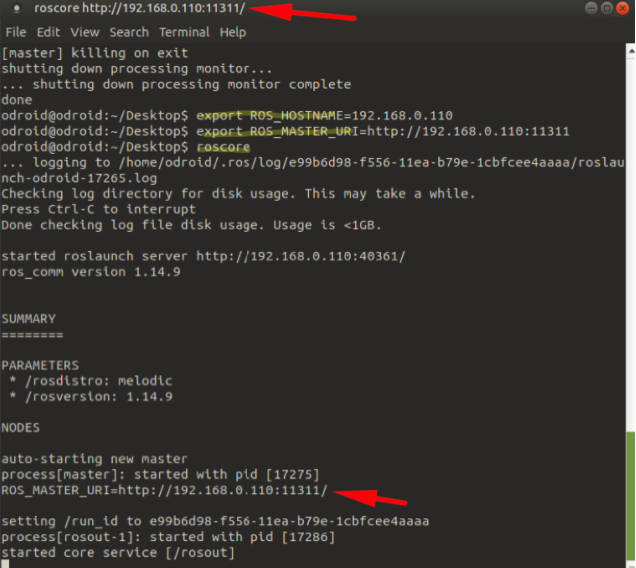 roscore http://192.168.0.110:11311/
File Edit View Search Terminal Help
[master] killing on exit
shutting down processing monitor...
... shutting down processing monitor complete
done
odroid@odroid:~/Desktop$ export ROS_HOSTNAME=192.168.0.110
odroid@odroid:~/Desktop$ export ROS_MASTER_URI=http://192.168.0.110:11311
odroid@odroid:~/Desktop$ roscore
... logging to /home/odroid/.ros/log/e99b6d98-f556-11ea-b79e-1cbfcee4aaaa/roslau
nch-odroid-17265.log
Checking log directory for disk usage. This may take a while.
Press Ctrl-C to interrupt
Done checking log file disk usage. Usage is <1GB.
started roslaunch server http://192.168.0.110:40361/
ros_comm version 1.14.9
SUMMARY
========
PARAMETERS
* /rosdistro: melodic
* /rosversion: 1.14.9
NODES
auto-starting new master
process[master]: started with pid [17275]
ROS_MASTER_URI=http://192.168.0.110:11311/
setting /run_id to e99b6d98-f556-11ea-b79e-1cbfcee4aaaa
process[rosout-1]: started with pid [17286]
started core service [/rosout]